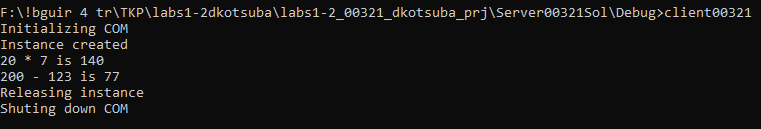 F:\!bguir 4 tr\TKP\labs1-2dkotsuba\labs1-2_00321_dkotsuba_prj\Server00321Sol\Debug>client00321
Initializing COM
Instance created
20 * 7 is 140
200 - 123 is 77
Releasing instance
Shuting down COM